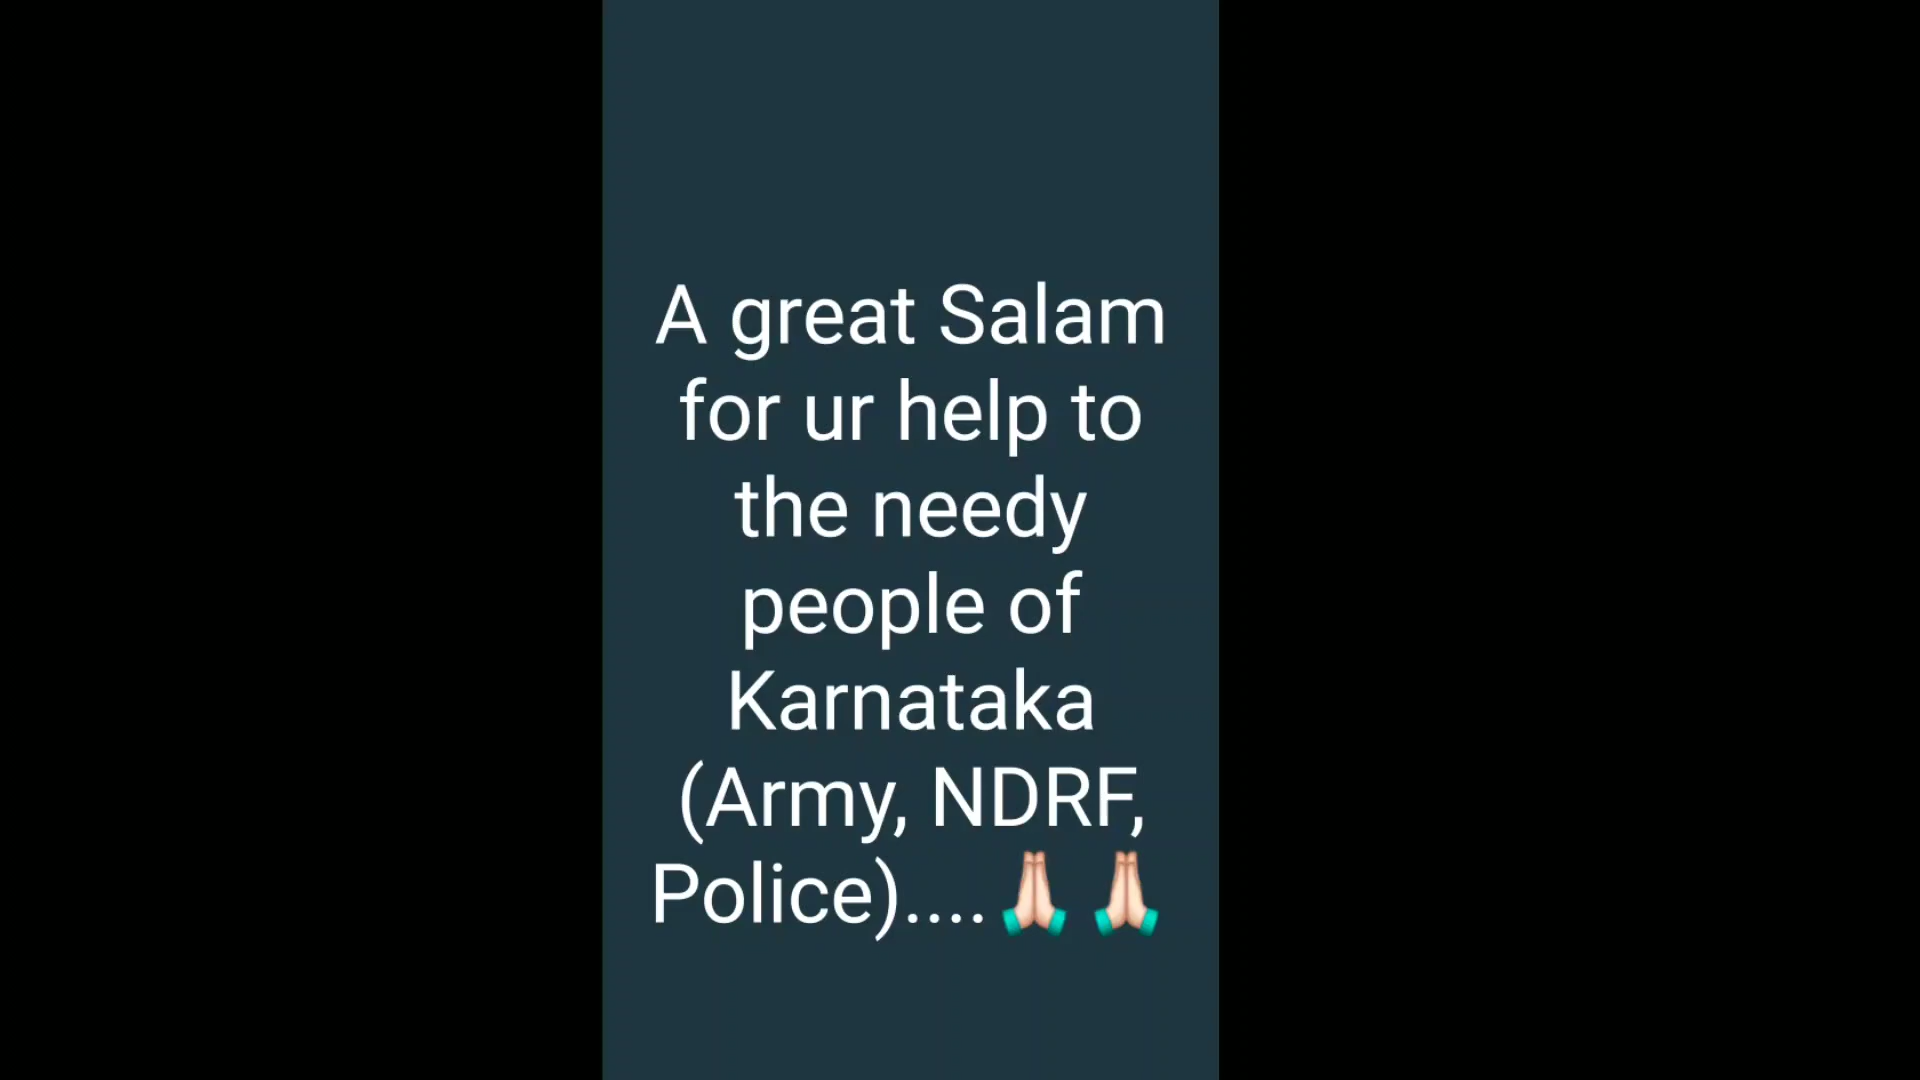 A great Salam
for ur help to
the needy
people of
Karnataka
(Army, NDRF,
Police)....🙏🏻🙏🏻